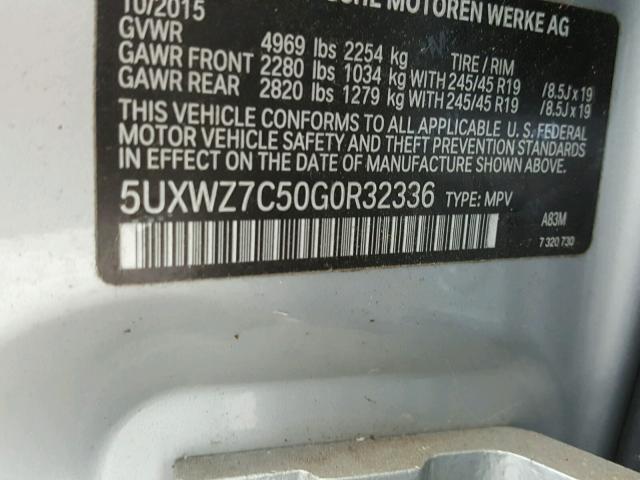 10/2015 MOTOREN WERKE AG
GVWR 4969 lbs 2254 kg TIRE / RIM
GAWR FRONT 2280 lbs 1034 kg WITH 245/45 R19 /8.5J x 19
GAWR REAR 2820 lbs 1279 kg WITH 245/45 R19 /8.5J x 19
THIS VEHICLE CONFORMS TO ALL APPLICABLE U. S. FEDERAL
MOTOR VEHICLE SAFETY AND THEFT PREVENTION STANDARDS
IN EFFECT ON THE DATE OF MANUFACTURE SHOWN ABOVE.
5UXWZ7C50G0R32336 TYPE: MPV
A83M
7 320 730